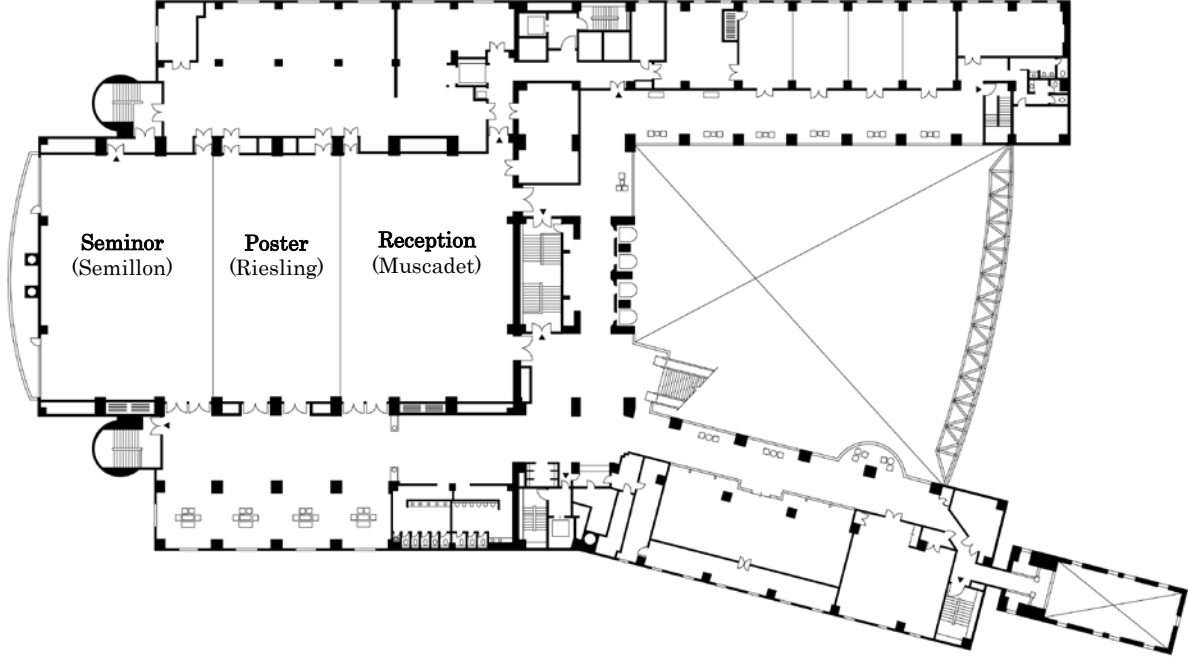 Seminor
(Semillon)
Poster
(Riesling)
Reception
(Muscadet)